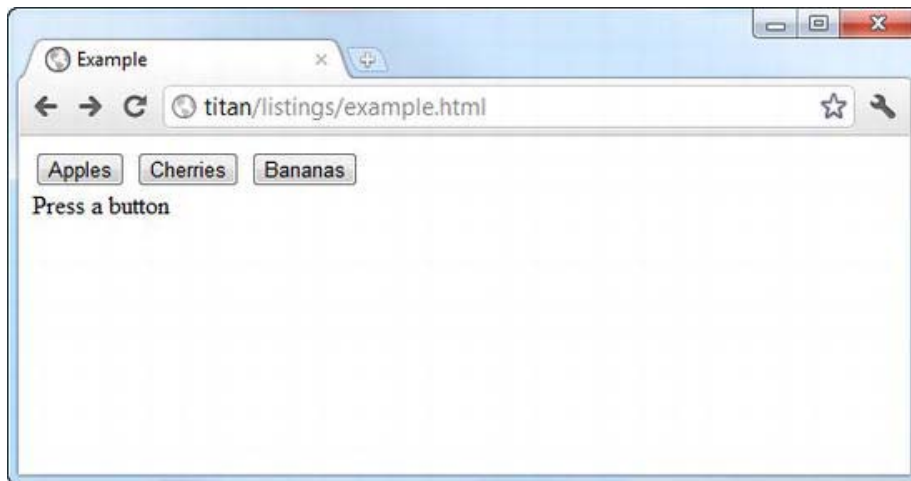 Example
titan/listings/example.html
Apples Cherries Bananas
Press a button